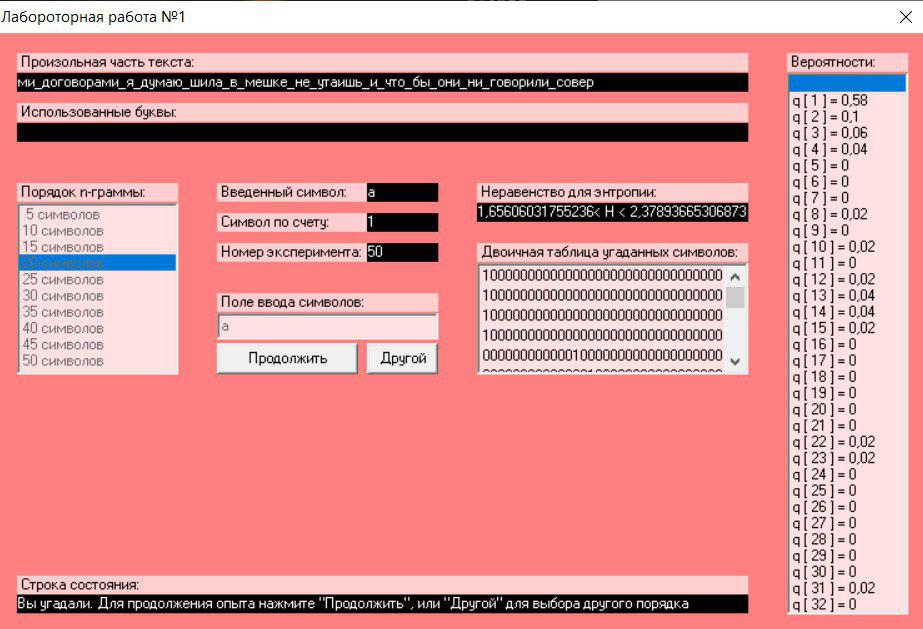 Лабороторная работа №1
Произольная часть текста:
ми_договорами_я_думаю_шила_в_мешке_не_утаишь_и_что_бы_они_ни_говорили_совер
Использованные буквы:
Порядок n-граммы:
5 символов
10 символов
15 символов
20 символов
25 символов
30 символов
35 символов
40 символов
45 символов
50 символов
Введенный символ: а
Символ по счету: 1
Номер эксперимента: 50
Поле ввода символов:
а
Продолжить Другой
Неравенство для энтропии:
1,65606031755236< H < 2,37893665306873
Двоичная таблица угаданных символов:
10000000000000000000000000000000
10000000000000000000000000000000
10000000000000000000000000000000
10000000000000000000000000000000
00000000000010000000000000000000
Вероятности:
q [ 1 ] = 0,58
q [ 2 ] = 0,1
q [ 3 ] = 0,06
q [ 4 ] = 0,04
q [ 5 ] = 0
q [ 6 ] = 0
q [ 7 ] = 0
q [ 8 ] = 0,02
q [ 9 ] = 0
q [ 10 ] = 0,02
q [ 11 ] = 0
q [ 12 ] = 0,02
q [ 13 ] = 0,04
q [ 14 ] = 0,04
q [ 15 ] = 0,02
q [ 16 ] = 0
q [ 17 ] = 0
q [ 18 ] = 0
q [ 19 ] = 0
q [ 20 ] = 0
q [ 21 ] = 0
q [ 22 ] = 0,02
q [ 23 ] = 0,02
q [ 24 ] = 0
q [ 25 ] = 0
q [ 26 ] = 0
q [ 27 ] = 0
q [ 28 ] = 0
q [ 29 ] = 0
q [ 30 ] = 0
q [ 31 ] = 0,02
q [ 32 ] = 0
Строка состояния:
Вы угадали. Для продолжения опыта нажмите "Продолжить", или "Другой" для выбора другого порядка